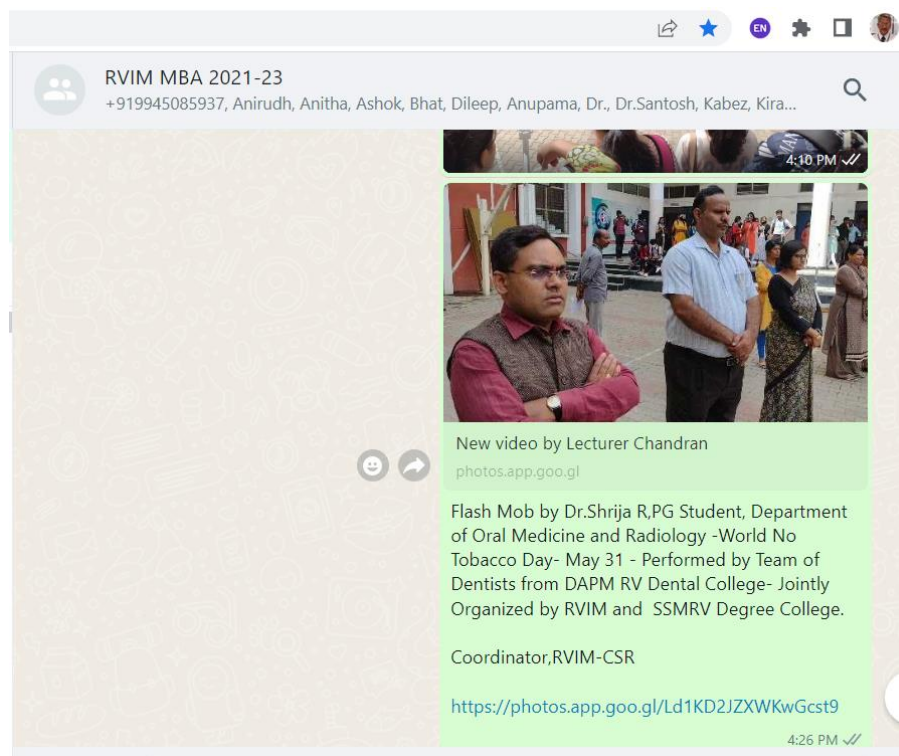 EN
RVIM MBA 2021-23
+919945085937, Anirudh, Anitha, Ashok, Bhat, Dileep, Anupama, Dr., Dr.Santosh, Kabez, Kira...
4:10 PM
New video by Lecturer Chandran
photos.app.goo.gl
Flash Mob by Dr.Shrija R,PG Student, Department
of Oral Medicine and Radiology -World No
Tobacco Day- May 31 - Performed by Team of
Dentists from DAPM RV Dental College- Jointly
Organized by RVIM and  SSMRV Degree College.
Coordinator,RVIM-CSR
https://photos.app.goo.gl/Ld1KD2JZXWKwGcst9
4:26 PM